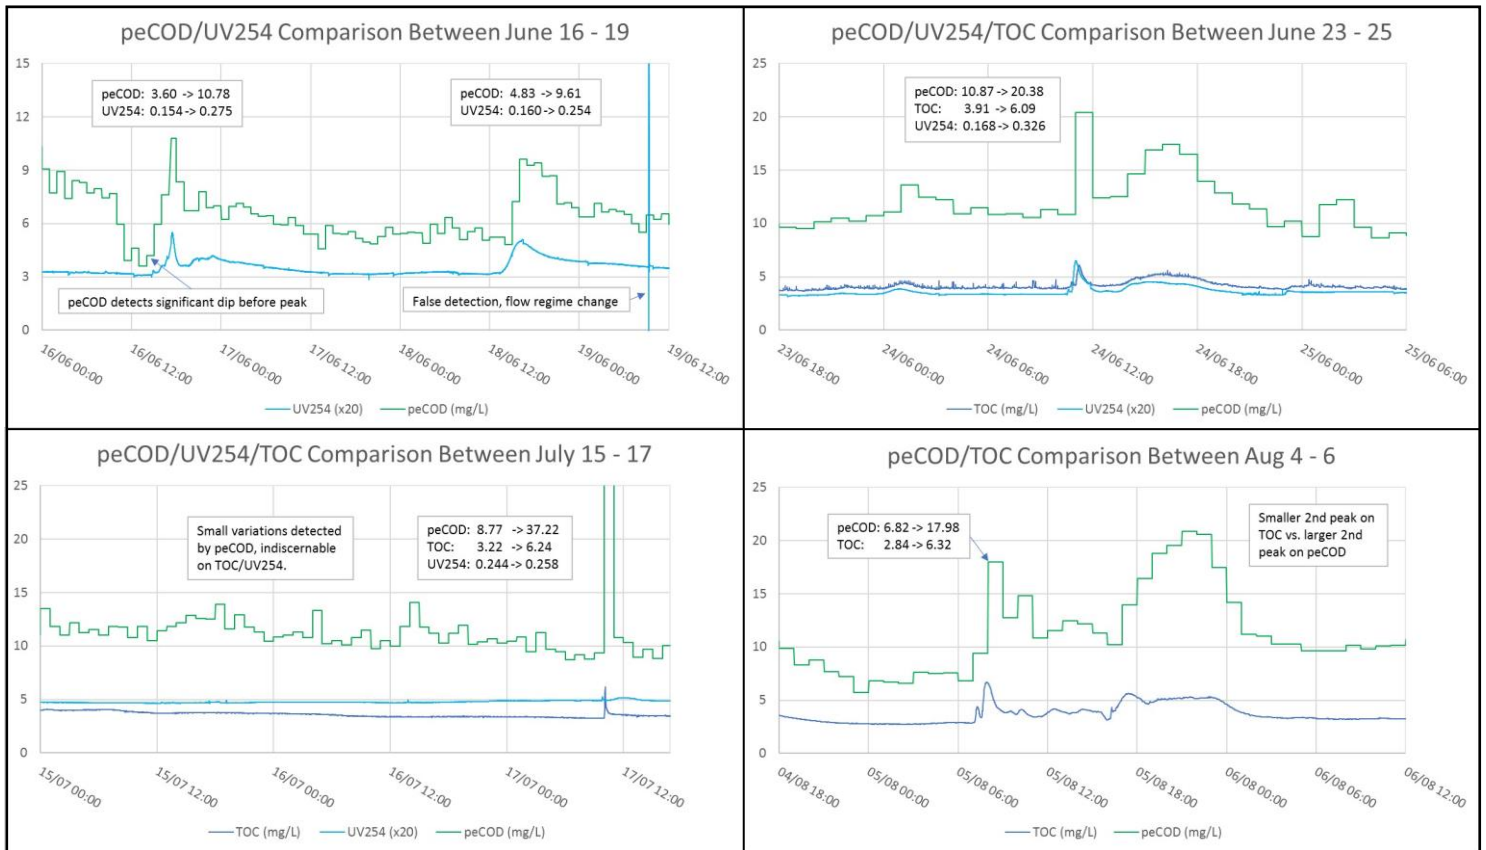 peCOD/UV254 Comparison Between June 16 - 19
15
12
9
6
3
0
peCOD: 3.60 -> 10.78
UV254: 0.154 -> 0.275
peCOD: 4.83 -> 9.61
UV254: 0.160 -> 0.254
peCOD detects significant dip before peak
False detection, flow regime change
16/06 00:00
16/06 12:00
17/06 00:00
17/06 12:00
18/06 00:00
18/06 12:00
19/06 00:00
19/06 12:00
UV254 (x20)
peCOD (mg/L)
peCOD/UV254/TOC Comparison Between June 23 - 25
25
20
15
10
5
0
peCOD: 10.87 -> 20.38
TOC: 3.91 -> 6.09
UV254: 0.168 -> 0.326
23/06 18:00
24/06 00:00
24/06 06:00
24/06 12:00
24/06 18:00
25/06 00:00
25/06 06:00
TOC (mg/L)
UV254 (x20)
peCOD (mg/L)
peCOD/UV254/TOC Comparison Between July 15 - 17
25
20
15
10
5
0
Small variations detected
by peCOD, indiscernable
on TOC/UV254.
peCOD: 8.77 -> 37.22
TOC: 3.22 -> 6.24
UV254: 0.244 -> 0.258
15/07 00:00
15/07 12:00
16/07 00:00
16/07 12:00
17/07 00:00
17/07 12:00
TOC (mg/L)
UV254 (x20)
peCOD (mg/L)
peCOD/TOC Comparison Between Aug 4 - 6
25
20
15
10
5
0
peCOD: 6.82 -> 17.98
TOC: 2.84 -> 6.32
Smaller 2nd peak on
TOC vs. larger 2nd
peak on peCOD
04/08 18:00
05/08 00:00
05/08 06:00
05/08 12:00
05/08 18:00
06/08 00:00
06/08 06:00
06/08 12:00
TOC (mg/L)
peCOD (mg/L)